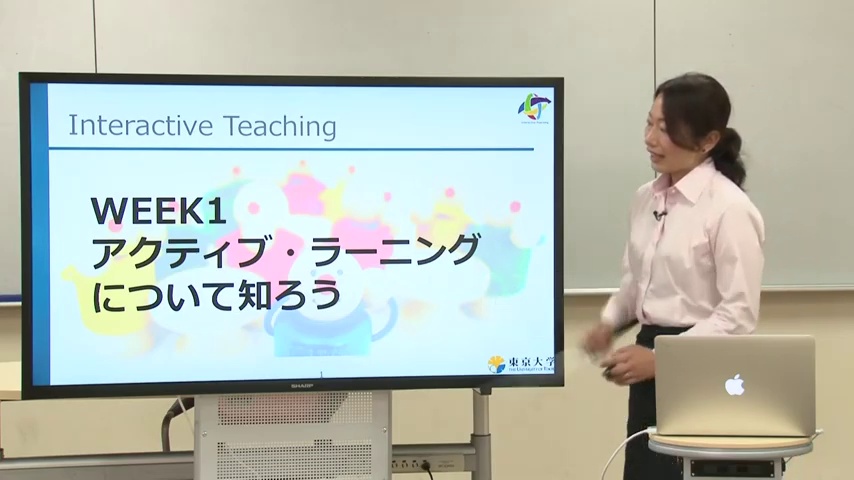 Interactive Teaching
WEEK1
アクティブ・ラーニング
について知ろう
東京大学
SHARP